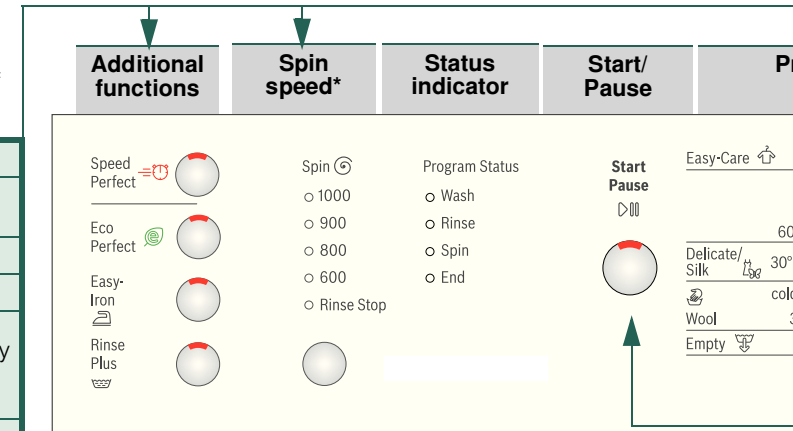 Additional
functions
Spin
speed*
Status
indicator
Start/
Pause
Speed
Perfect
Eco
Perfect
Easy-
Iron
Rinse
Plus
Spin
1000
900
800
600
Rinse Stop
Program Status
Wash
Rinse
Spin
End
Start
Pause
Easy-Care
60
Delicate/
Silk 30°
Wool
Empty
y